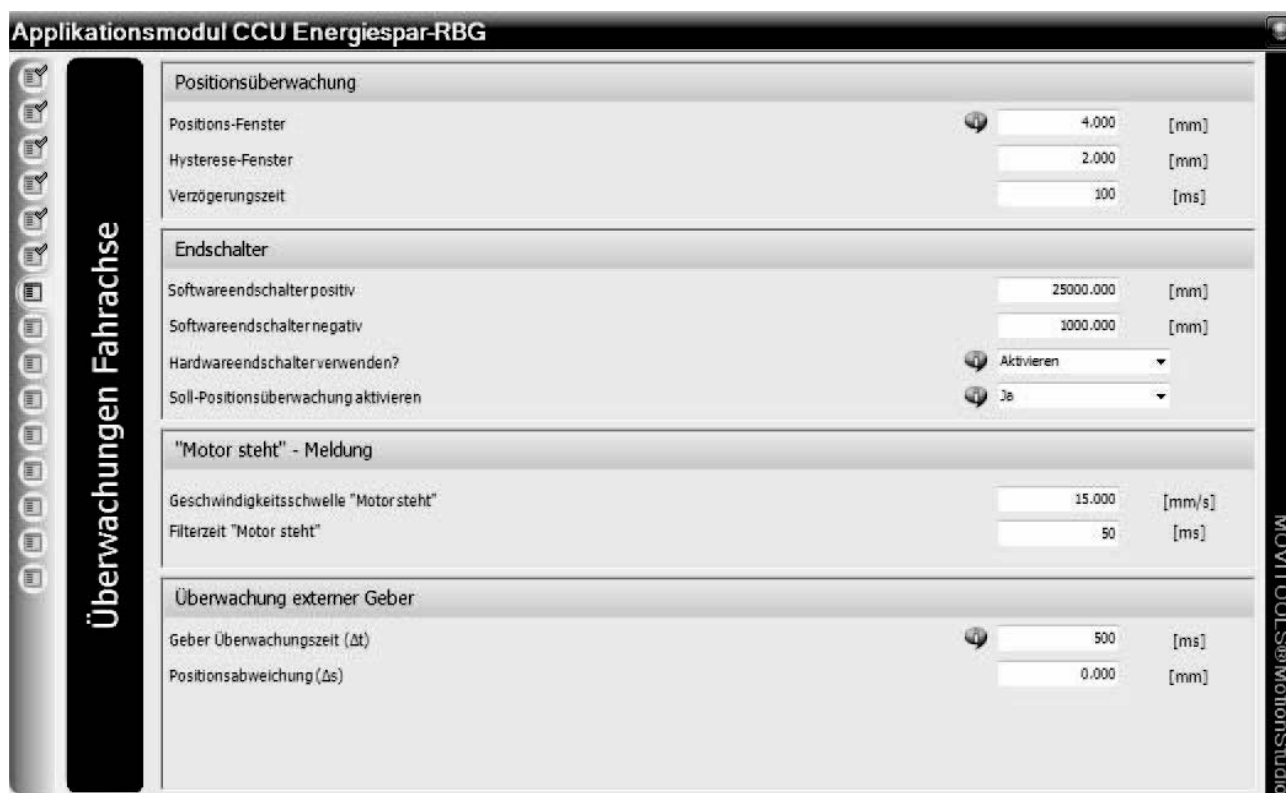 Applikationsmodul CCU Energiespar-RBG
Überwachungen Fahrachse
Positionsüberwachung
Positions-Fenster 4.000 [mm]
Hysterese-Fenster 2.000 [mm]
Verzögerungszeit 100 [ms]
Endschalter
Softwareendschalter positiv 25000.000 [mm]
Softwareendschalter negativ 1000.000 [mm]
Hardwareendschalter verwenden? Aktivieren
Soll-Positionsüberwachung aktivieren Ja
"Motor steht" - Meldung
Geschwindigkeitsschwelle "Motor steht" 15.000 [mm/s]
Filterzeit "Motor steht" 50 [ms]
Überwachung externer Geber
Geber Überwachungszeit (Δt) 500 [ms]
Positionsabweichung (Δs) 0.000 [mm]
MOVITOOLS®MotionStudio